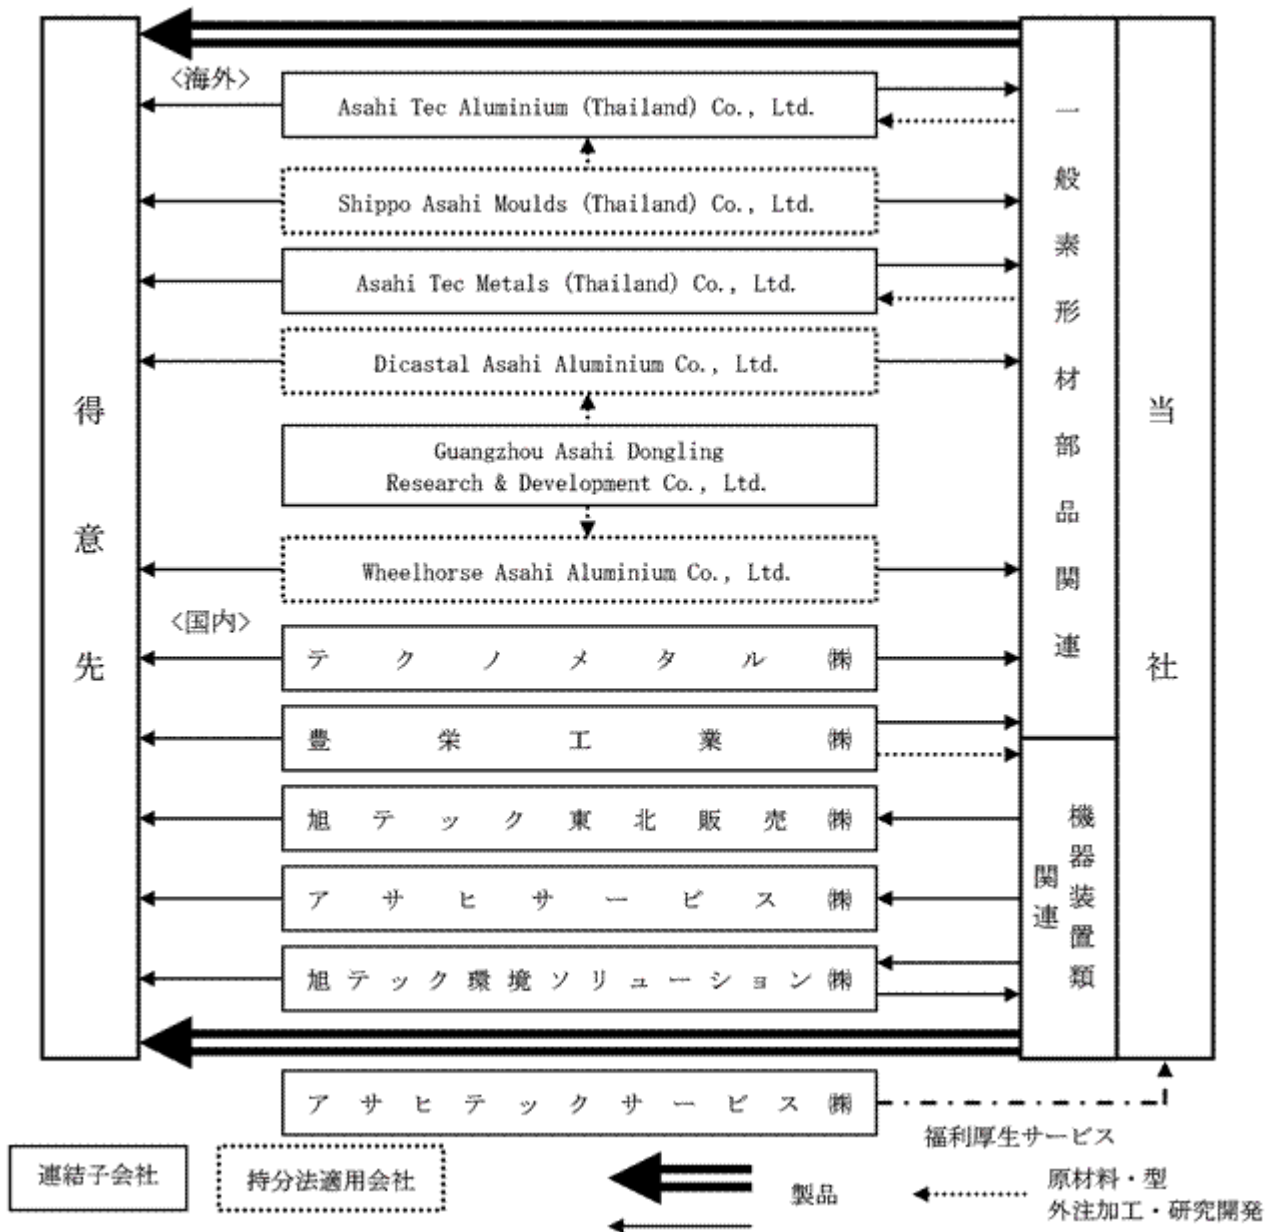 <海外>
Asahi Tec Aluminium (Thailand) Co., Ltd.
Shippo Asahi Moulds (Thailand) Co., Ltd.
Asahi Tec Metals (Thailand) Co., Ltd.
Dicastal Asahi Aluminium Co., Ltd.
Guangzhou Asahi Dongling
Research & Development Co., Ltd.
Wheelhorse Asahi Aluminium Co., Ltd.
<国内>
テクノメタル㈱
豊栄工業㈱
旭テック東北販売㈱
アサヒサービス㈱
旭テック環境ソリューション㈱
アサヒテックサービス㈱
得意先
一般素形材部品関連
機器装置類
関連
当社
福利厚生サービス
連結子会社
持分法適用会社
製品
原材料・型
外注加工・研究開発